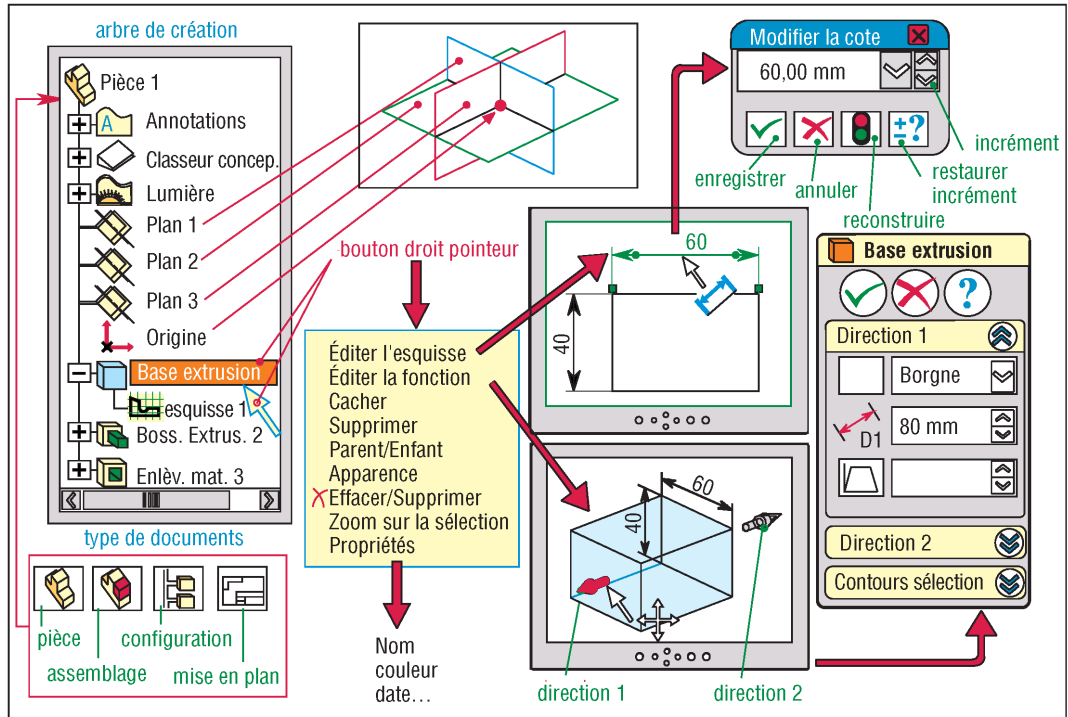 arbre de création
Pièce 1
A
Annotations
Classeur concep.
Lumière
Plan 1
Plan 2
Plan 3
Origine
Base extrusion
esquisse 1
Boss. Extrus. 2
Enlèv. mat. 3
type de documents
pièce
assemblage
configuration
mise en plan
bouton droit pointeur
Éditer l'esquisse
Éditer la fonction
Cacher
Supprimer
Parent/Enfant
Apparence
Effacer/Supprimer
Zoom sur la sélection
Propriétés
Nom
couleur
date…
60
40
60
40
direction 1
direction 2
Modifier la cote
60,00 mm
±?
enregistrer
annuler
reconstruire
restaurer
incrément
incrément
Base extrusion
?
Direction 1
Borgne
D1
80 mm
Direction 2
Contours sélection